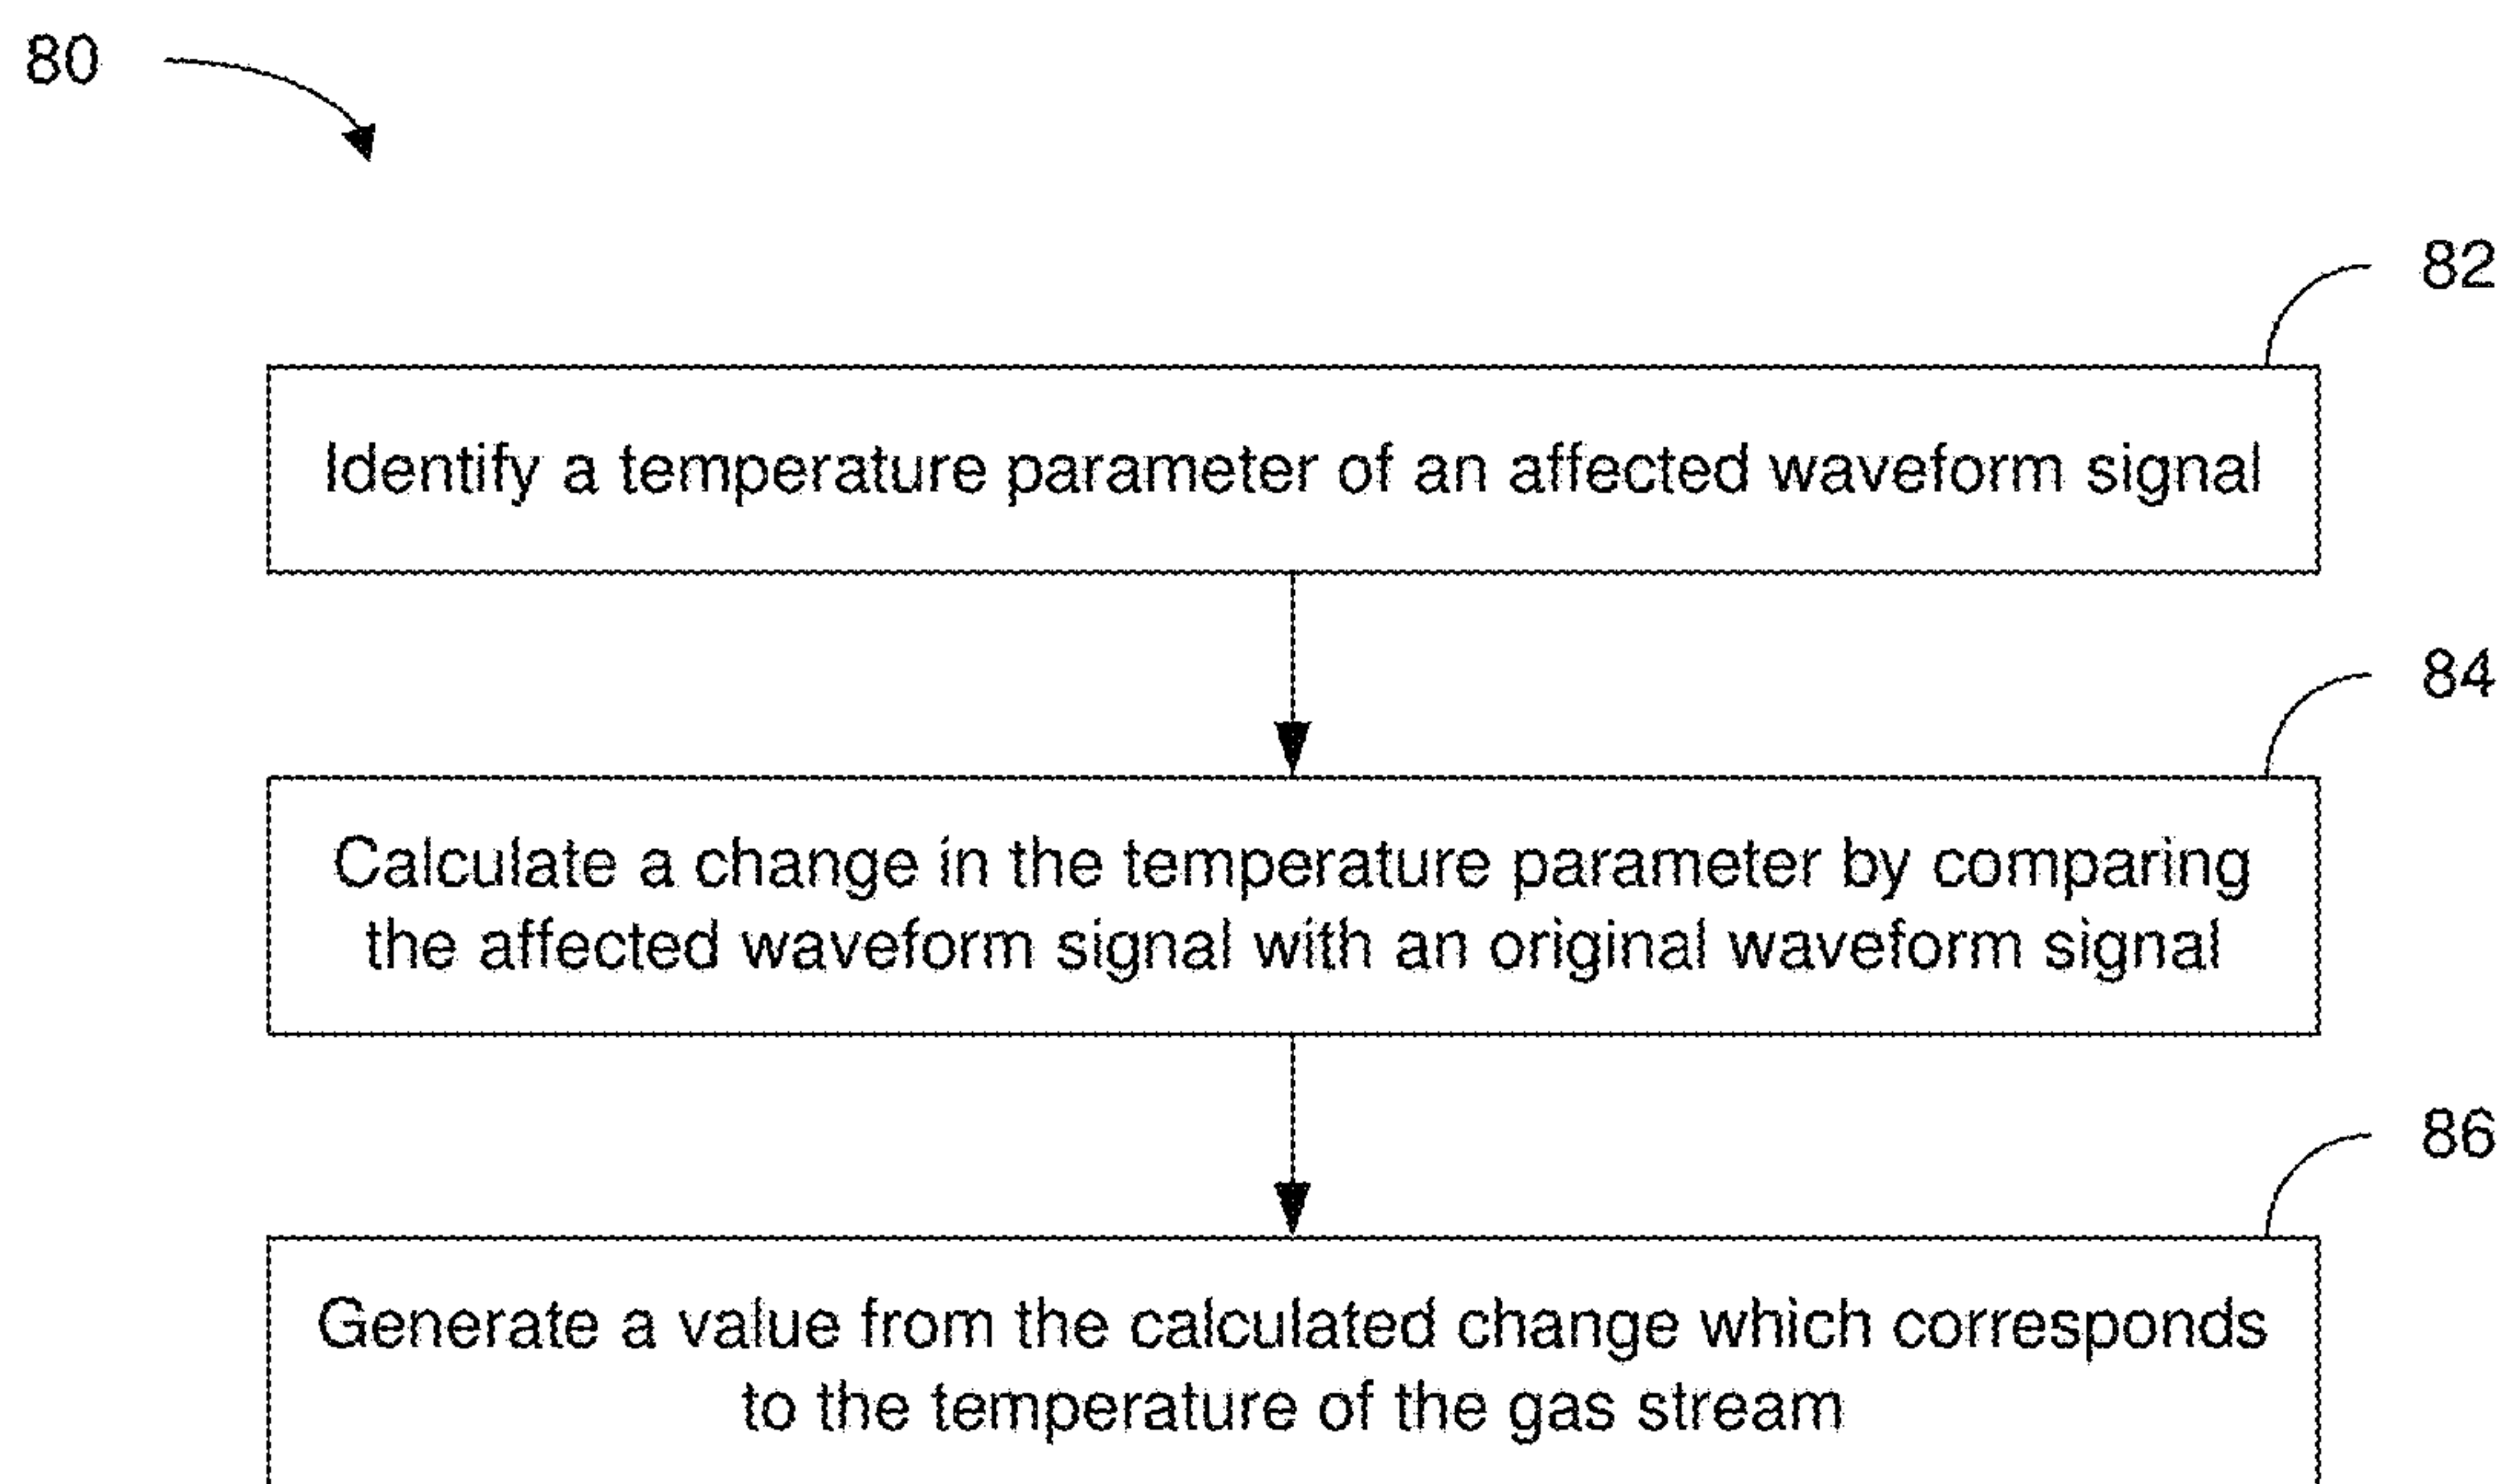 80
82
Identify a temperature parameter of an affected waveform signal
84
Calculate a change in the temperature parameter by comparing
the affected waveform signal with an original waveform signal
86
Generate a value from the calculated change which corresponds
to the temperature of the gas stream